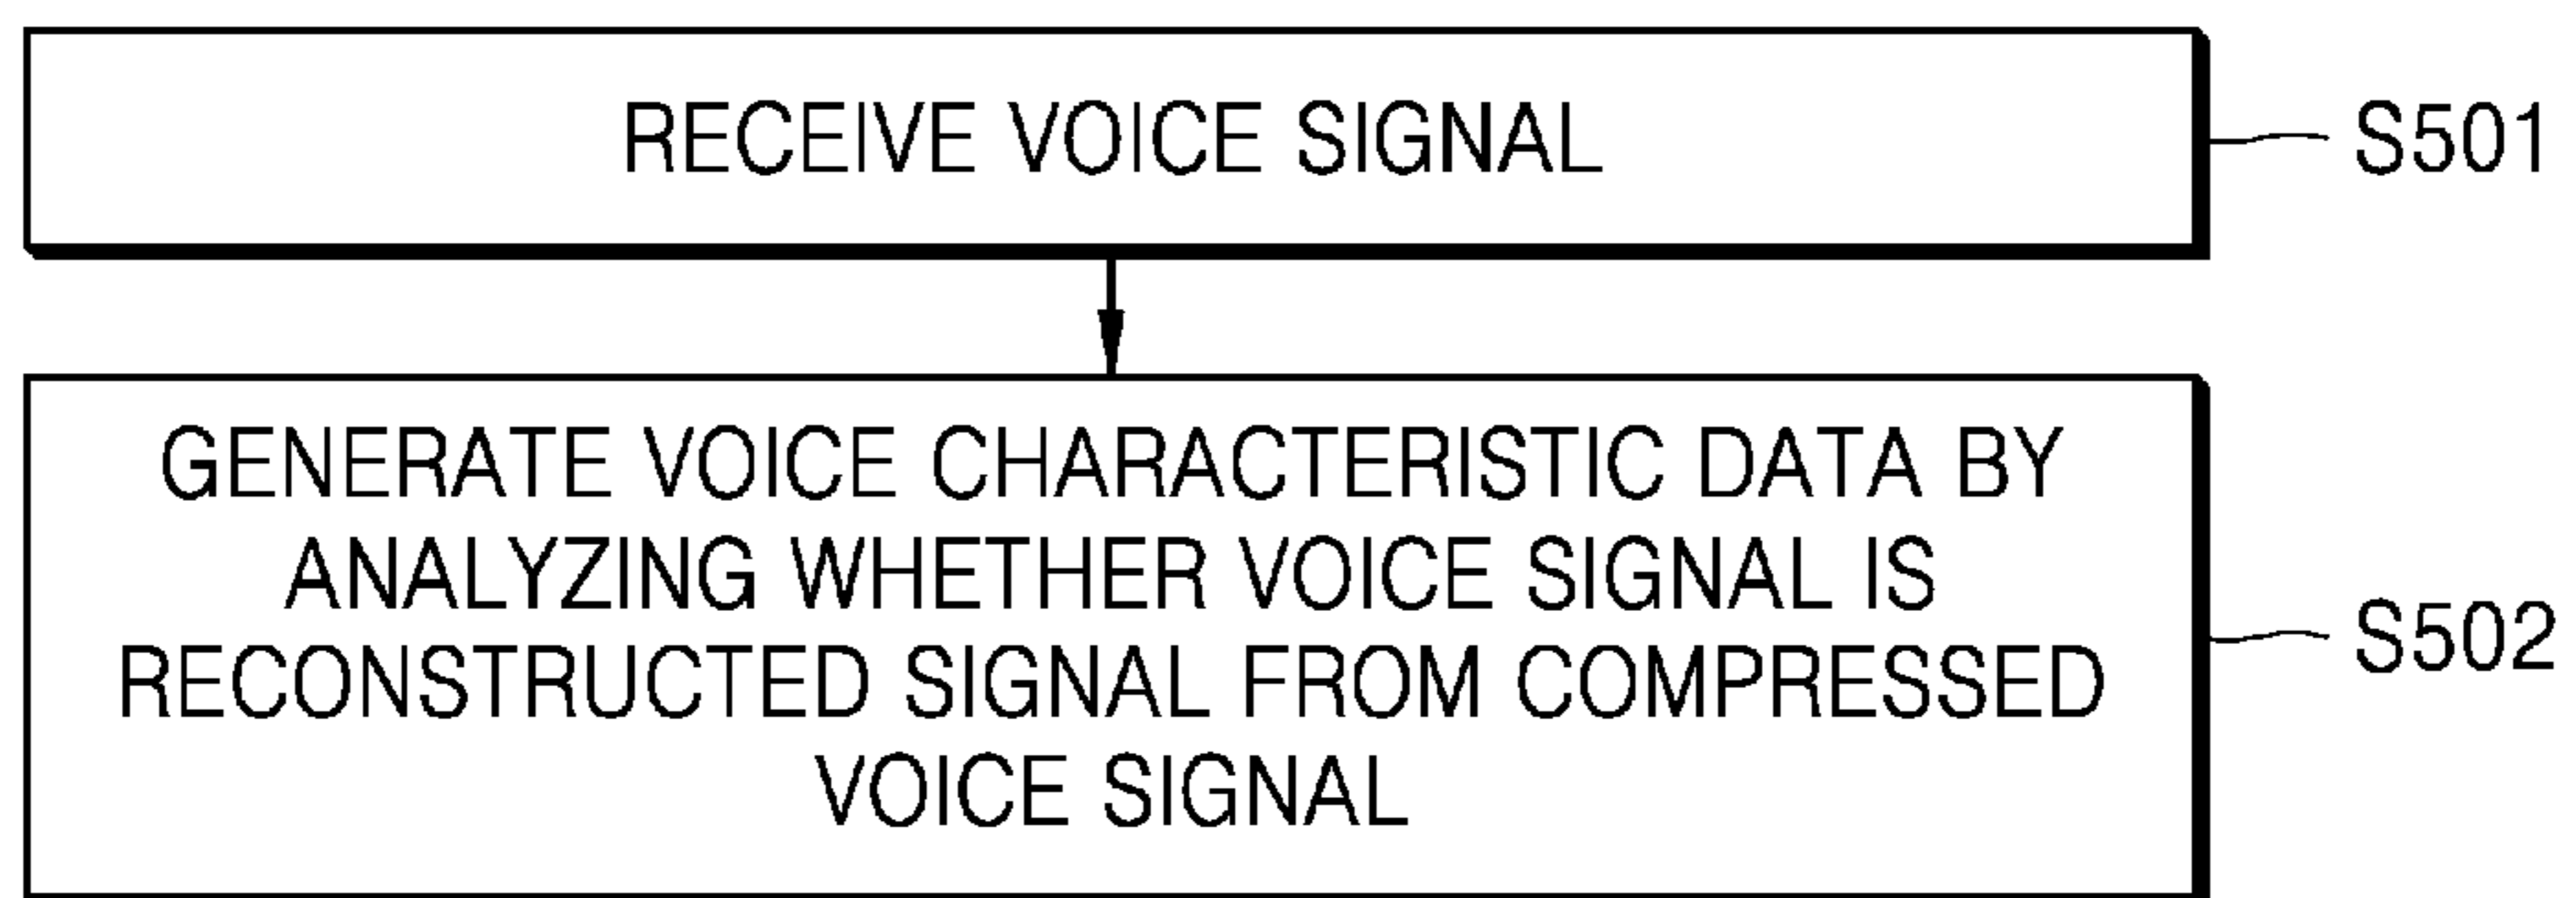 RECEIVE VOICE SIGNAL
S501
GENERATE VOICE CHARACTERISTIC DATA BY
ANALYZING WHETHER VOICE SIGNAL IS
RECONSTRUCTED SIGNAL FROM COMPRESSED
VOICE SIGNAL
S502